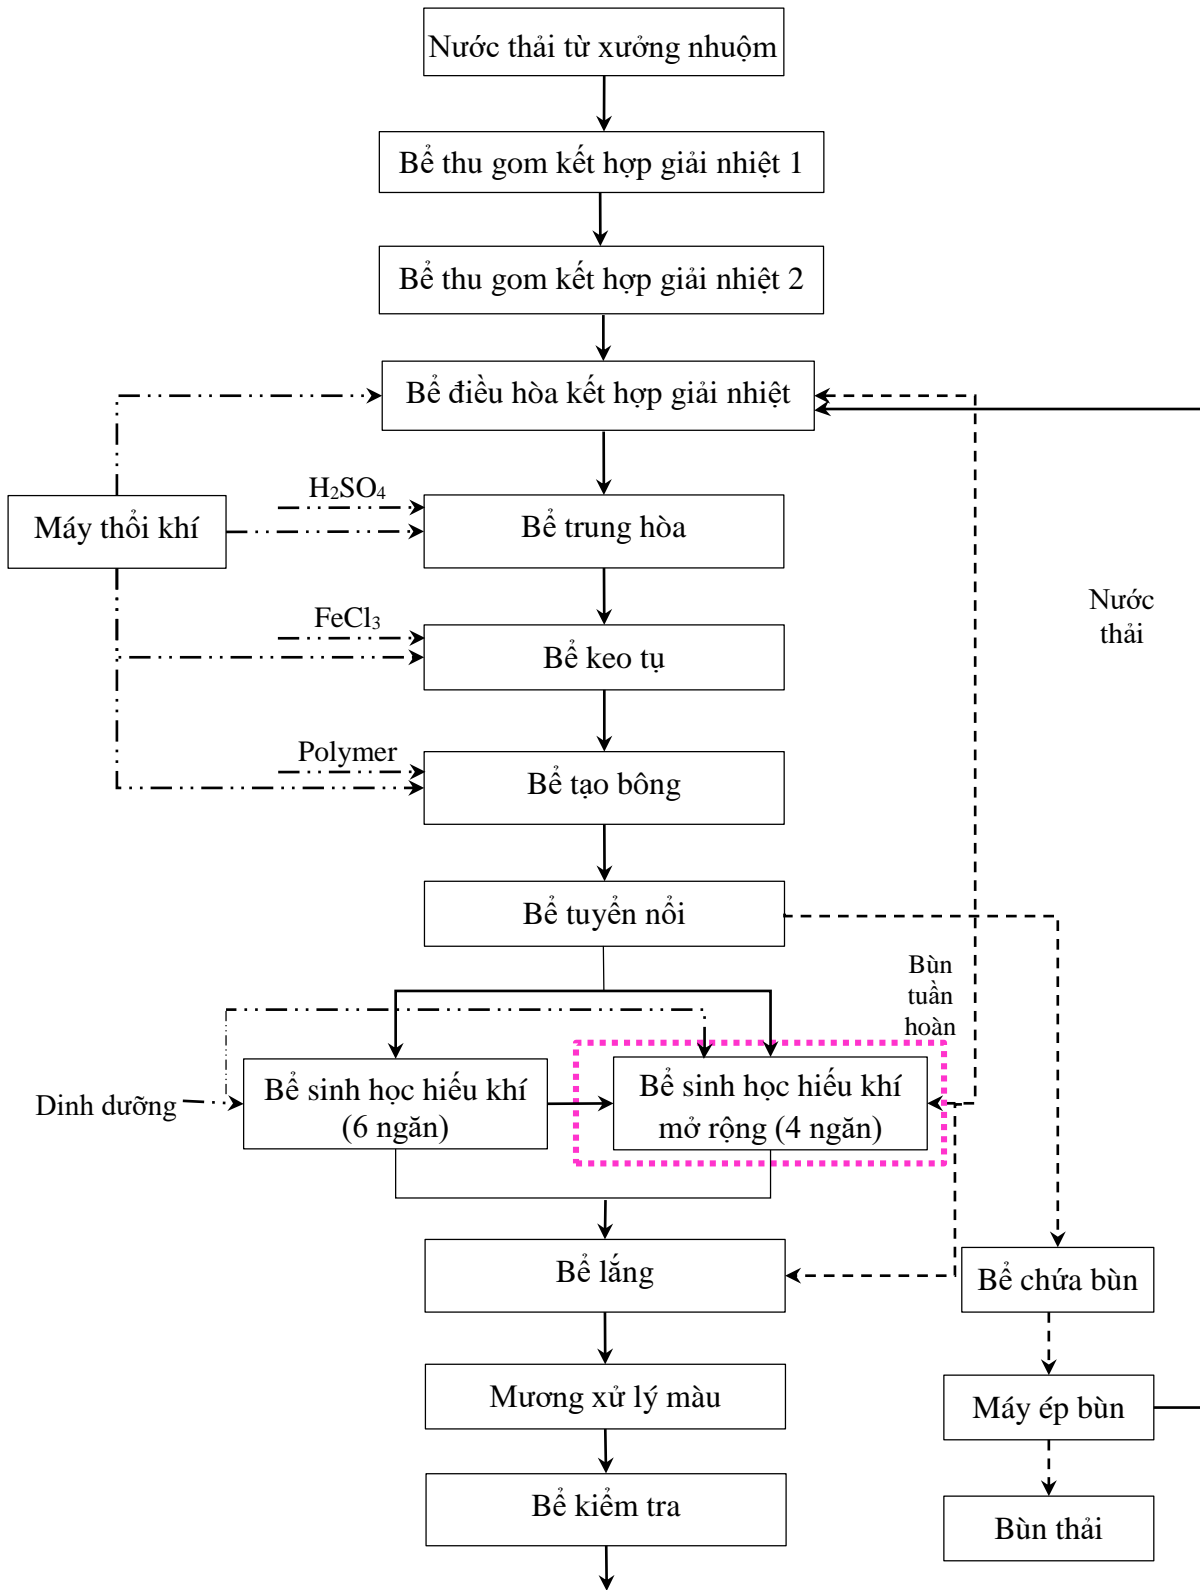 Nước thải từ xưởng nhuộm
Bể thu gom kết hợp giải nhiệt 1
Bể thu gom kết hợp giải nhiệt 2
Bể điều hòa kết hợp giải nhiệt
H₂SO₄
Máy thổi khí
Bể trung hòa
Nước
thải
FeCl₃
Bể keo tụ
Polymer
Bể tạo bông
Bể tuyển nổi
Bùn
tuần
hoàn
Dinh dưỡng
Bể sinh học hiếu khí
(6 ngăn)
Bể sinh học hiếu khí
mở rộng (4 ngăn)
Bể lắng
Bể chứa bùn
Mương xử lý màu
Máy ép bùn
Bể kiểm tra
Bùn thải